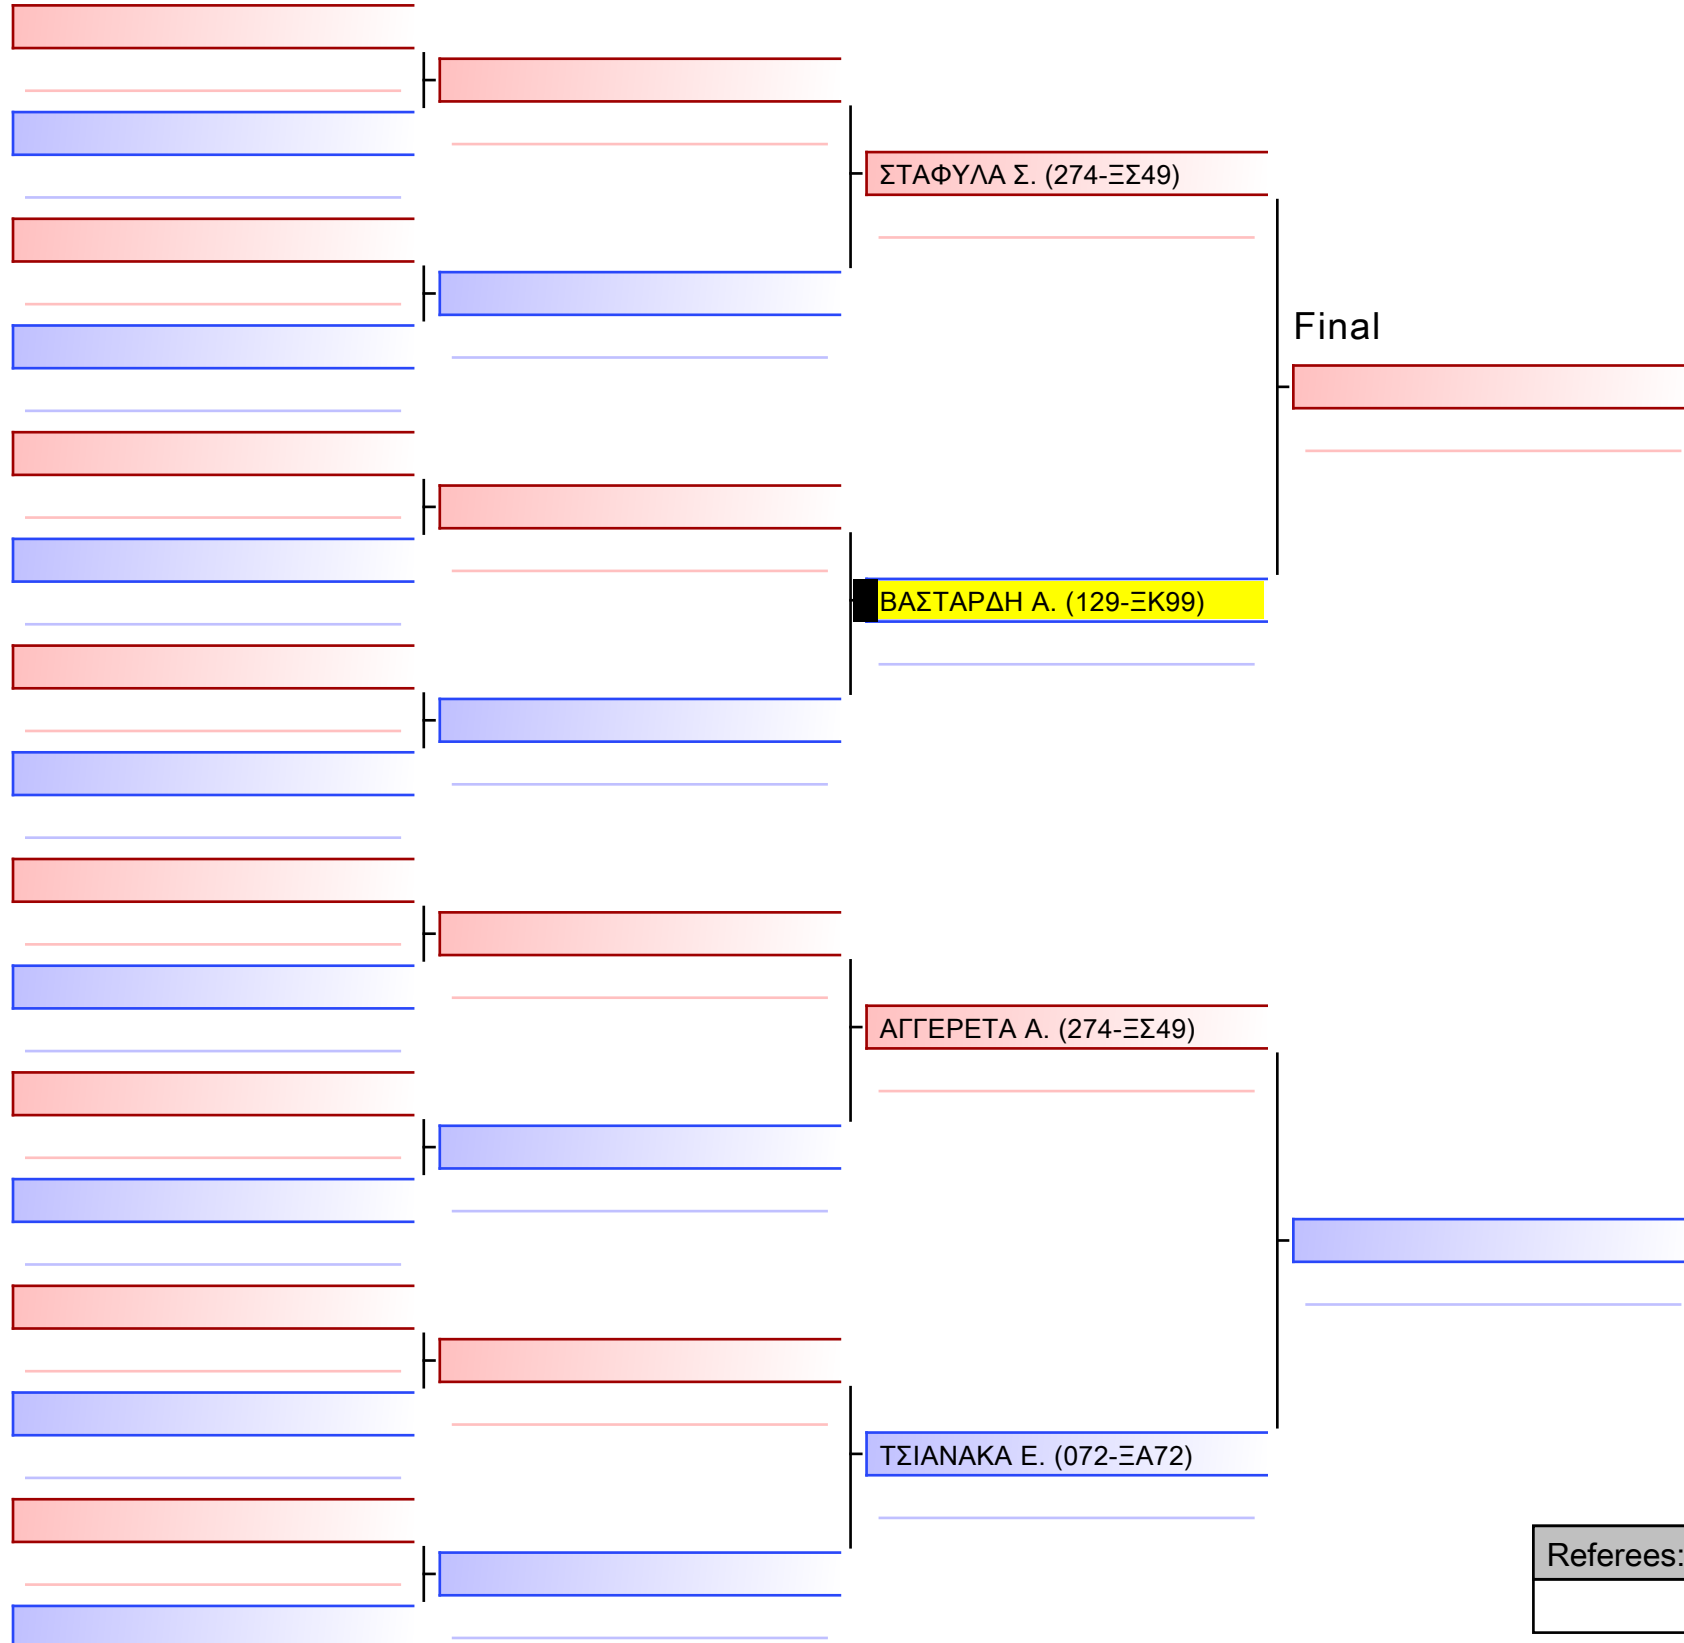 ΣΤΑΦΥΛΑ Σ. (274-ΞΣ49)
Final
ΒΑΣΤΑΡΔΗ Α. (129-ΞΚ99)
ΑΓΓΕΡΕΤΑ Α. (274-ΞΣ49)
ΤΣΙΑΝΑΚΑ Ε. (072-ΞΑ72)
Referees: